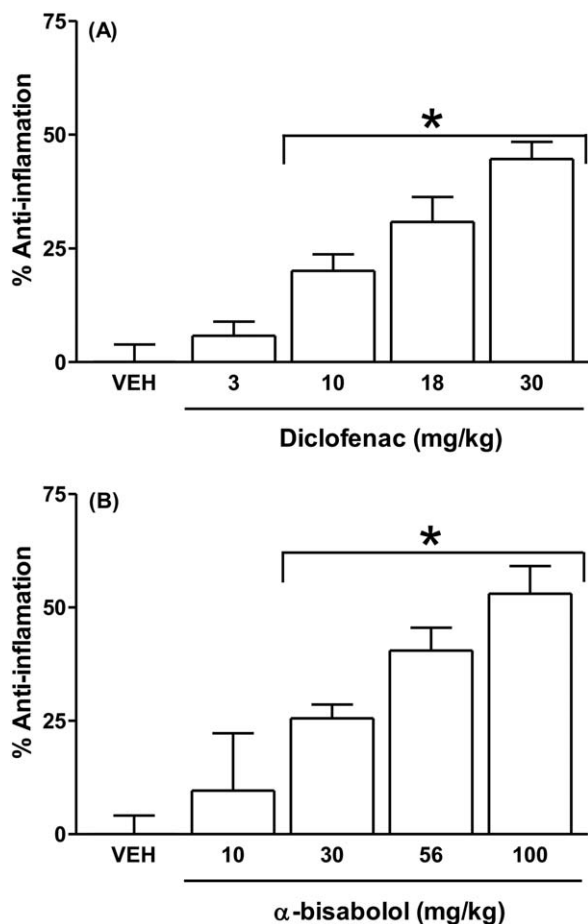 (A)
75
50
25
0
% Anti-inflamation
*
VEH 3 10 18 30
Diclofenac (mg/kg)
(B)
75
50
25
0
% Anti-inflamation
*
VEH 10 30 56 100
α-bisabolol (mg/kg)